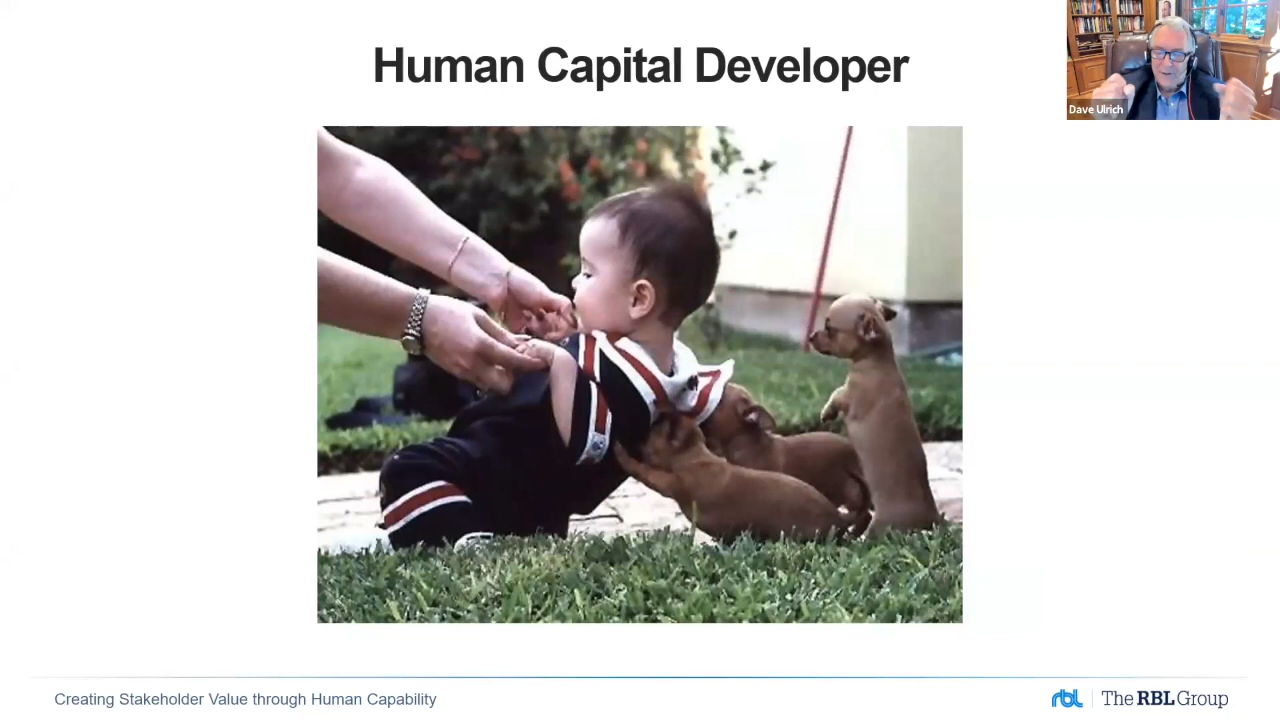 Human Capital Developer
Dave Ulrich
Creating Stakeholder Value through Human Capability
rbl The RBL Group